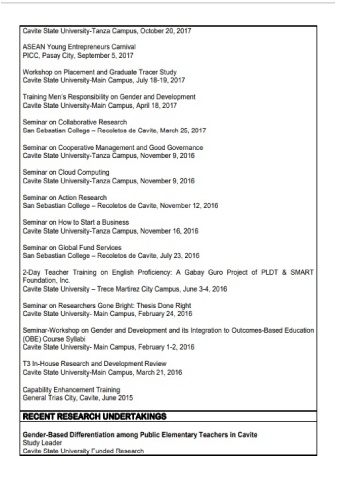 Cavite State University-Tanza Campus, October 20, 2017
ASEAN Young Entrepreneurs Carnival
PICC, Pasay City, September 5, 2017
Workshop on Placement and Graduate Tracer Study
Cavite State University-Main Campus, July 18-19, 2017
Training Men's Responsibility on Gender and Development
Cavite State University-Main Campus, April 18, 2017
Seminar on Collaborative Research
San Sebastian College – Recoletos de Cavite, March 25, 2017
Seminar on Cooperative Management and Good Governance
Cavite State University-Tanza Campus, November 9, 2016
Seminar on Cloud Computing
Cavite State University-Tanza Campus, November 9, 2016
Seminar on Action Research
San Sebastian College – Recoletos de Cavite, November 12, 2016
Seminar on How to Start a Business
Cavite State University-Tanza Campus, November 16, 2016
Seminar on Global Fund Services
San Sebastian College – Recoletos de Cavite, July 23, 2016
2-Day Teacher Training on English Proficiency: A Gabay Guro Project of PLDT & SMART
Foundation, Inc.
Cavite State University – Trece Martirez City Campus, June 3-4, 2016
Seminar on Researchers Gone Bright: Thesis Done Right
Cavite State University- Main Campus, February 24, 2016
Seminar-Workshop on Gender and Development and its Integration to Outcomes-Based Education
(OBE) Course Syllabi
Cavite State University- Main Campus, February 1-2, 2016
T3 In-House Research and Development Review
Cavite State University-Main Campus, March 21, 2016
Capability Enhancement Training
General Trias City, Cavite, June 2015
RECENT RESEARCH UNDERTAKINGS
Gender-Based Differentiation among Public Elementary Teachers in Cavite
Study Leader
Cavite State University Funded Research